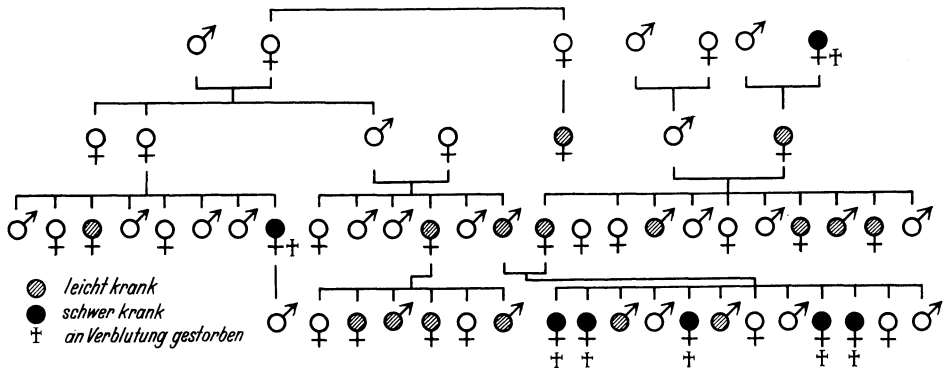 leicht krank
schwer krank
an Verblutung gestorben